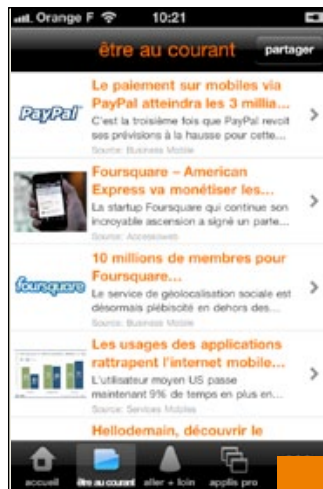 Orange F 10:21
être au courant partager
Le paiement sur mobiles via
PayPal atteindra les 3 millia...
PayPal
C'est la troisième fois que PayPal revoit
ses prévisions à la hausse pour cette...
Source: Business Mobile
Foursquare – American
Express va monétiser les...
La startup Foursquare qui continue son
incroyable ascension a signé un parte...
Source: Accessoweb
10 millions de membres pour
Foursquare...
foursquare
Le service de géolocalisation sociale est
désormais plébiscité en dehors des...
Source: Business Mobile
Les usages des applications
rattrapent l'internet mobile...
L'utilisateur moyen US passe
maintenant 9% de temps en plus en...
Source: Services Mobiles
Hellodemain, découvrir le
accueil être au courant aller + loin applis pro